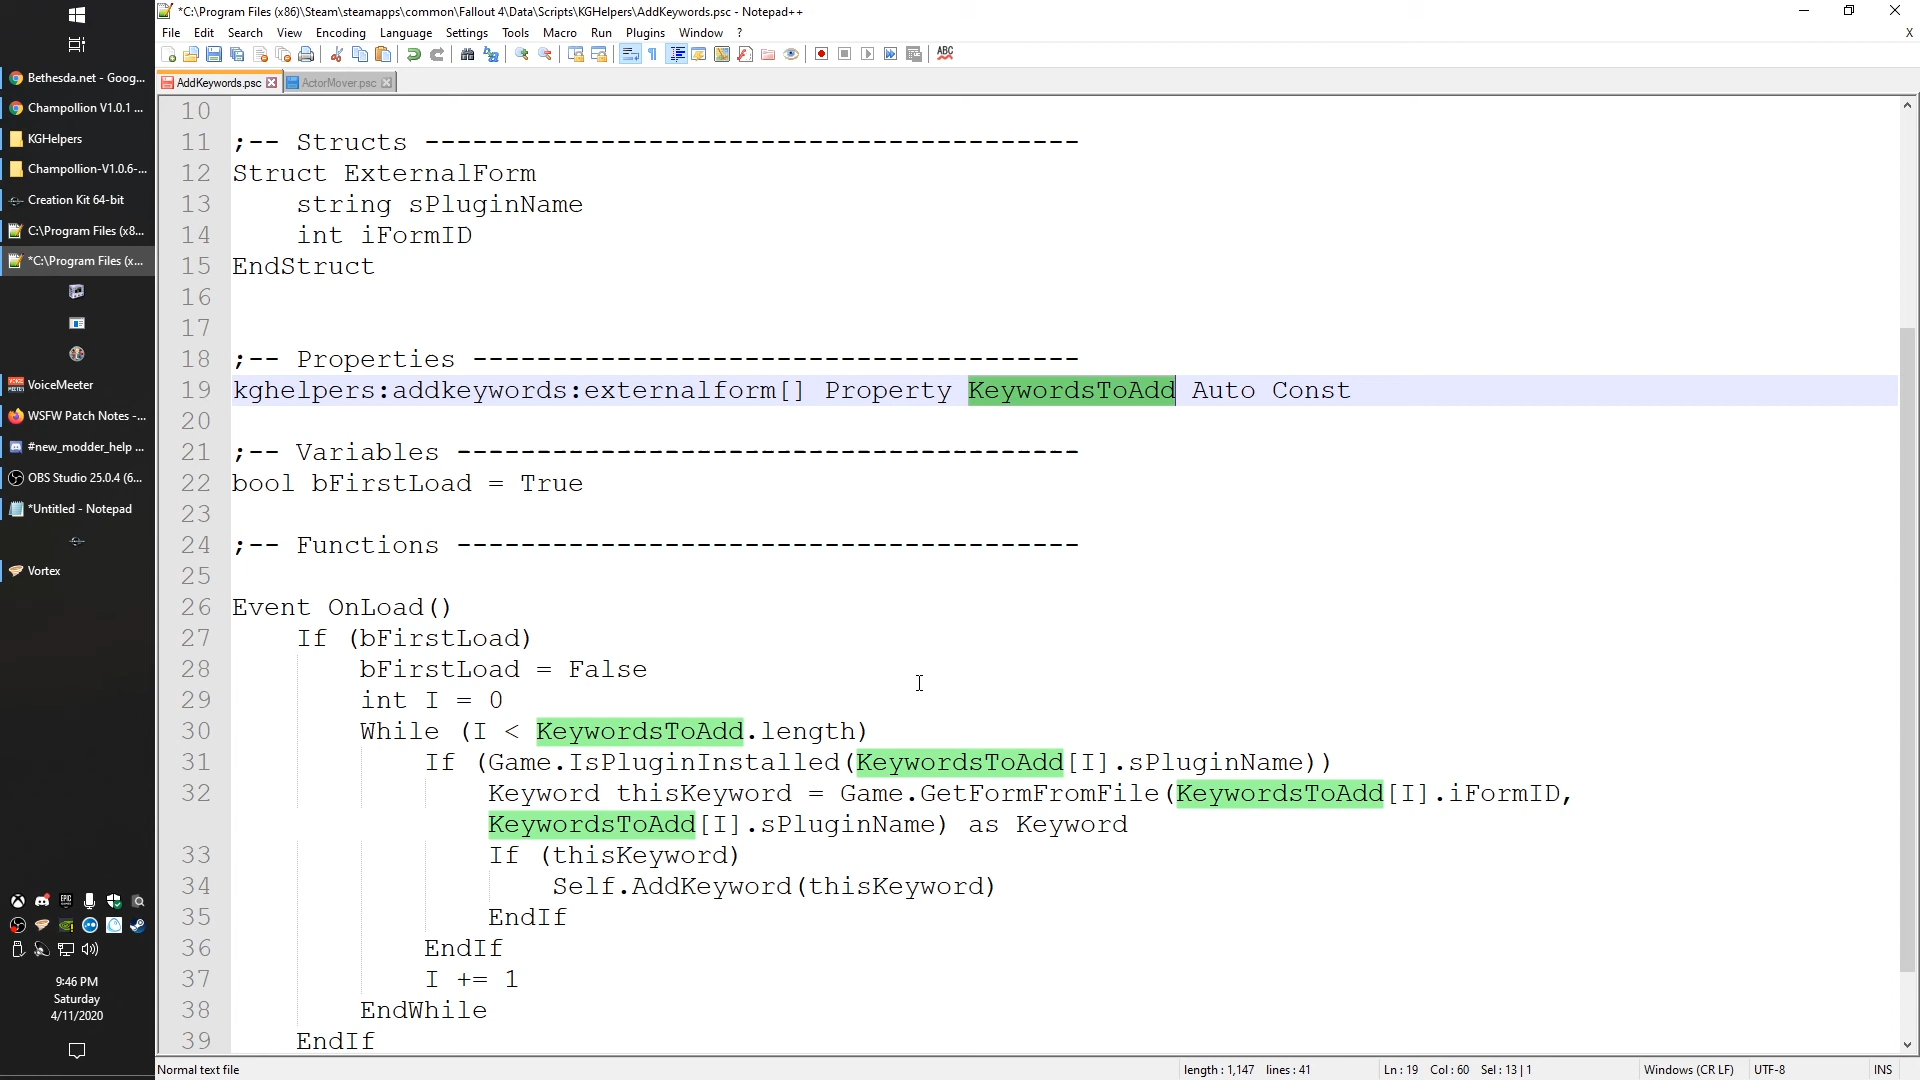 *C:\Program Files (x86)\Steam\steamapps\common\Fallout 4\Data\Scripts\KGHelpers\AddKeywords.psc - Notepad++
File Edit Search View Encoding Language Settings Tools Macro Run Plugins Window ? X
AddKeywords.psc ActorMover.psc
Bethesda.net - Goog...
Champollion V1.0.1 ...
KGHelpers
Champollion-V1.0.6-...
Creation Kit 64-bit
C:\Program Files (x8...
*C:\Program Files (x...
VoiceMeeter
WSFW Patch Notes -...
#new_modder_help ...
OBS Studio 25.0.4 (6...
*Untitled - Notepad
Vortex
9:46 PM
Saturday
4/11/2020
10
11 ;-- Structs -----------------------------------------
12 Struct ExternalForm
13 string sPluginName
14 int iFormID
15 EndStruct
16
17
18 ;-- Properties --------------------------------------
19 kghelpers:addkeywords:externalform[] Property KeywordsToAdd Auto Const
20
21 ;-- Variables ---------------------------------------
22 bool bFirstLoad = True
23
24 ;-- Functions ---------------------------------------
25
26 Event OnLoad()
27 If (bFirstLoad)
28 bFirstLoad = False
29 int I = 0
30 While (I < KeywordsToAdd.length)
31 If (Game.IsPluginInstalled(KeywordsToAdd[I].sPluginName))
32 Keyword thisKeyword = Game.GetFormFromFile(KeywordsToAdd[I].iFormID,
KeywordsToAdd[I].sPluginName) as Keyword
33 If (thisKeyword)
34 Self.AddKeyword(thisKeyword)
35 EndIf
36 EndIf
37 I += 1
38 EndWhile
39 EndIf
Normal text file length : 1,147 lines : 41 Ln : 19 Col : 60 Sel : 13 | 1 Windows (CR LF) UTF-8 INS